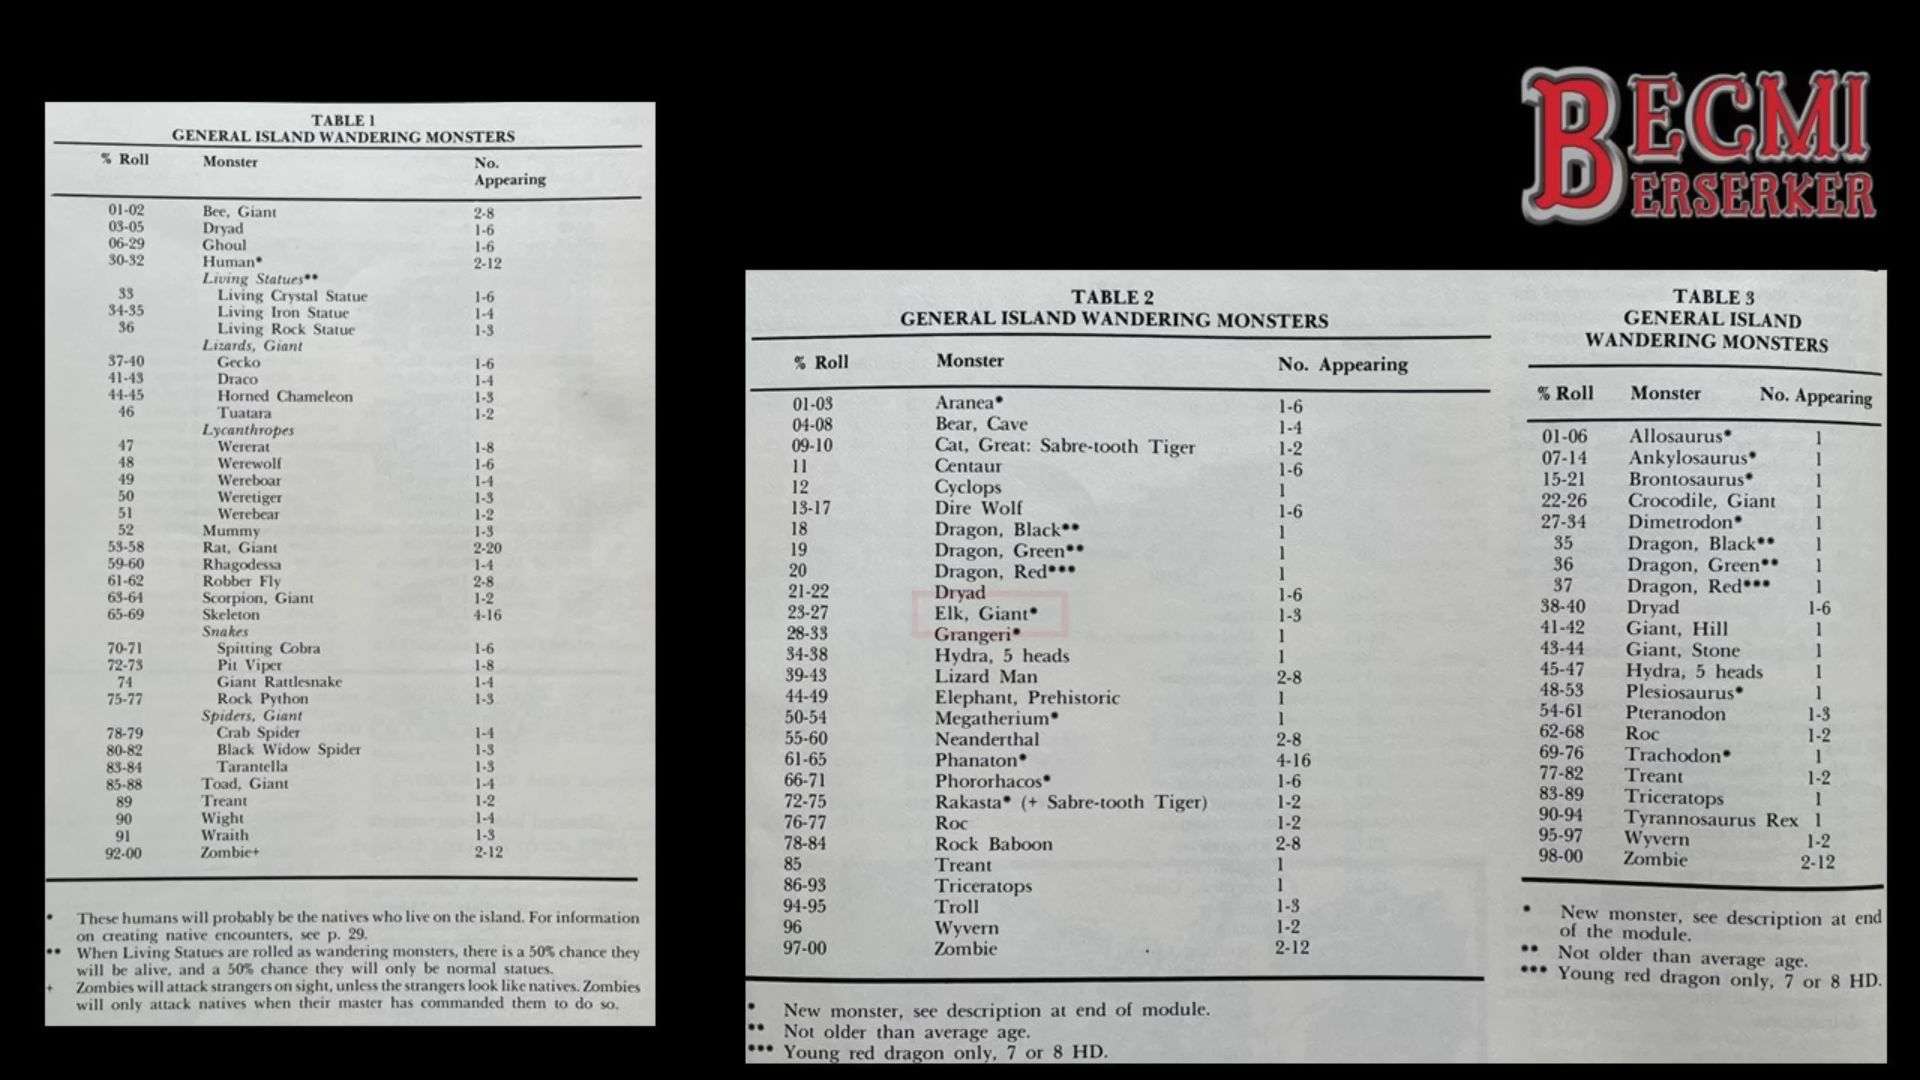 BECMI
BERSERKER
TABLE 1
GENERAL ISLAND WANDERING MONSTERS
% Roll Monster No. Appearing
01-02 Bee, Giant 2-8
03-05 Dryad 1-6
06-29 Ghoul 1-6
30-32 Human* 2-12
Living Statues**
33 Living Crystal Statue 1-6
34-35 Living Iron Statue 1-4
36 Living Rock Statue 1-3
Lizards, Giant
37-40 Gecko 1-6
41-43 Draco 1-4
44-45 Horned Chameleon 1-3
46 Tuatara 1-2
Lycanthropes
47 Wererat 1-8
48 Werewolf 1-6
49 Wereboar 1-4
50 Weretiger 1-3
51 Werebear 1-2
52 Mummy 1-3
53-58 Rat, Giant 2-20
59-60 Rhagodessa 1-4
61-62 Robber Fly 2-8
63-64 Scorpion, Giant 1-2
65-69 Skeleton 4-16
Snakes
70-71 Spitting Cobra 1-6
72-73 Pit Viper 1-8
74 Giant Rattlesnake 1-4
75-77 Rock Python 1-3
Spiders, Giant
78-79 Crab Spider 1-4
80-82 Black Widow Spider 1-3
83-84 Tarantella 1-3
85-88 Toad, Giant 1-4
89 Treant 1-2
90 Wight 1-4
91 Wraith 1-3
92-00 Zombie+ 2-12
* These humans will probably be the natives who live on the island. For information
on creating native encounters, see p. 29.
** When Living Statues are rolled as wandering monsters, there is a 50% chance they
will be alive, and a 50% chance they will only be normal statues.
+ Zombies will attack strangers on sight, unless the strangers look like natives. Zombies
will only attack natives when their master has commanded them to do so.
TABLE 2
GENERAL ISLAND WANDERING MONSTERS
% Roll Monster No. Appearing
01-03 Aranea* 1-6
04-08 Bear, Cave 1-4
09-10 Cat, Great: Sabre-tooth Tiger 1-2
11 Centaur 1-6
12 Cyclops 1
13-17 Dire Wolf 1-6
18 Dragon, Black** 1
19 Dragon, Green** 1
20 Dragon, Red*** 1
21-22 Dryad 1-6
23-27 Elk, Giant* 1-3
28-33 Grangeri* 1
34-38 Hydra, 5 heads 1
39-43 Lizard Man 2-8
44-49 Elephant, Prehistoric 1
50-54 Megatherium* 1
55-60 Neanderthal 2-8
61-65 Phanaton* 4-16
66-71 Phororhacos* 1-6
72-75 Rakasta* (+ Sabre-tooth Tiger) 1-2
76-77 Roc 1-2
78-84 Rock Baboon 2-8
85 Treant 1
86-93 Triceratops 1
94-95 Troll 1-3
96 Wyvern 1-2
97-00 Zombie 2-12
* New monster, see description at end of module.
** Not older than average age.
*** Young red dragon only, 7 or 8 HD.
TABLE 3
GENERAL ISLAND
WANDERING MONSTERS
% Roll Monster No. Appearing
01-06 Allosaurus* 1
07-14 Ankylosaurus* 1
15-21 Brontosaurus* 1
22-26 Crocodile, Giant 1
27-34 Dimetrodon* 1
35 Dragon, Black** 1
36 Dragon, Green** 1
37 Dragon, Red*** 1
38-40 Dryad 1-6
41-42 Giant, Hill 1
43-44 Giant, Stone 1
45-47 Hydra, 5 heads 1
48-53 Plesiosaurus* 1
54-61 Pteranodon 1-3
62-68 Roc 1-2
69-76 Trachodon* 1
77-82 Treant 1-2
83-89 Triceratops 1
90-94 Tyrannosaurus Rex 1
95-97 Wyvern 1-2
98-00 Zombie 2-12
* New monster, see description at end
of the module.
** Not older than average age.
*** Young red dragon only, 7 or 8 HD.